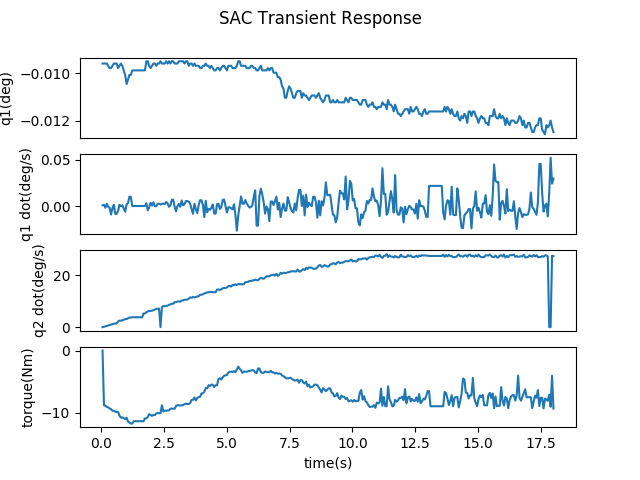 SAC Transient Response
q1(deg)
−0.010
−0.012
q1 dot(deg/s)
0.05
0.00
q2 dot(deg/s)
20
0
torque(Nm)
0
−10
0.0 2.5 5.0 7.5 10.0 12.5 15.0 17.5
time(s)